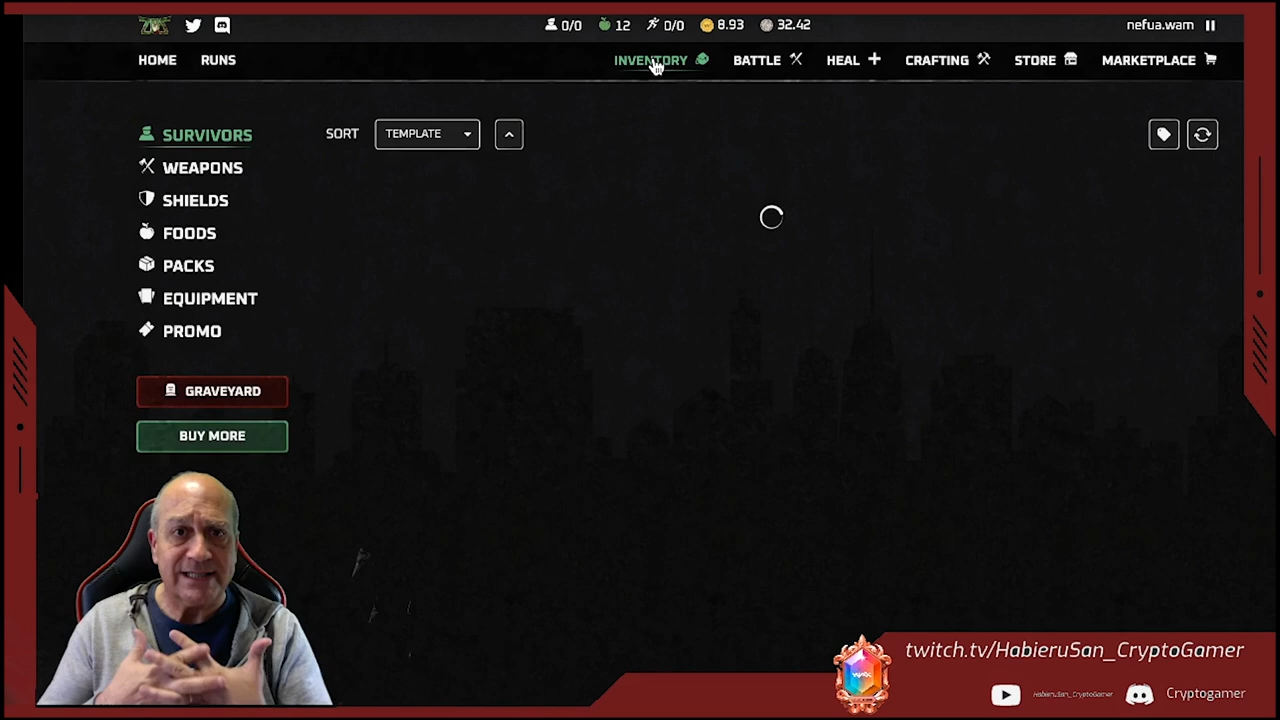 0/0 12 0/0 8.93 32.42 nefua.wam
HOME RUNS INVENTORY BATTLE HEAL CRAFTING STORE MARKETPLACE
SURVIVORS SORT TEMPLATE
WEAPONS
SHIELDS
FOODS
PACKS
EQUIPMENT
PROMO
GRAVEYARD
BUY MORE
twitch.tv/HabieruSan_CryptoGamer
HabieruSan_CryptoGamer Cryptogamer